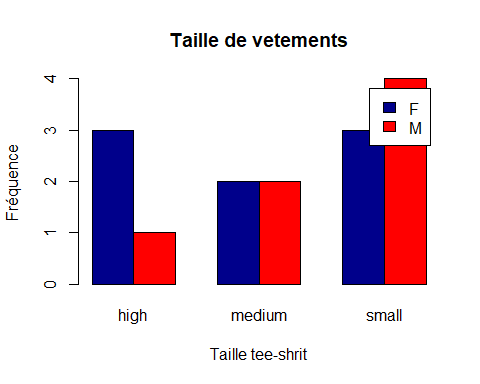 Taille de vetements
Fréquence
4
3
2
1
0
F
M
high medium small
Taille tee-shrit